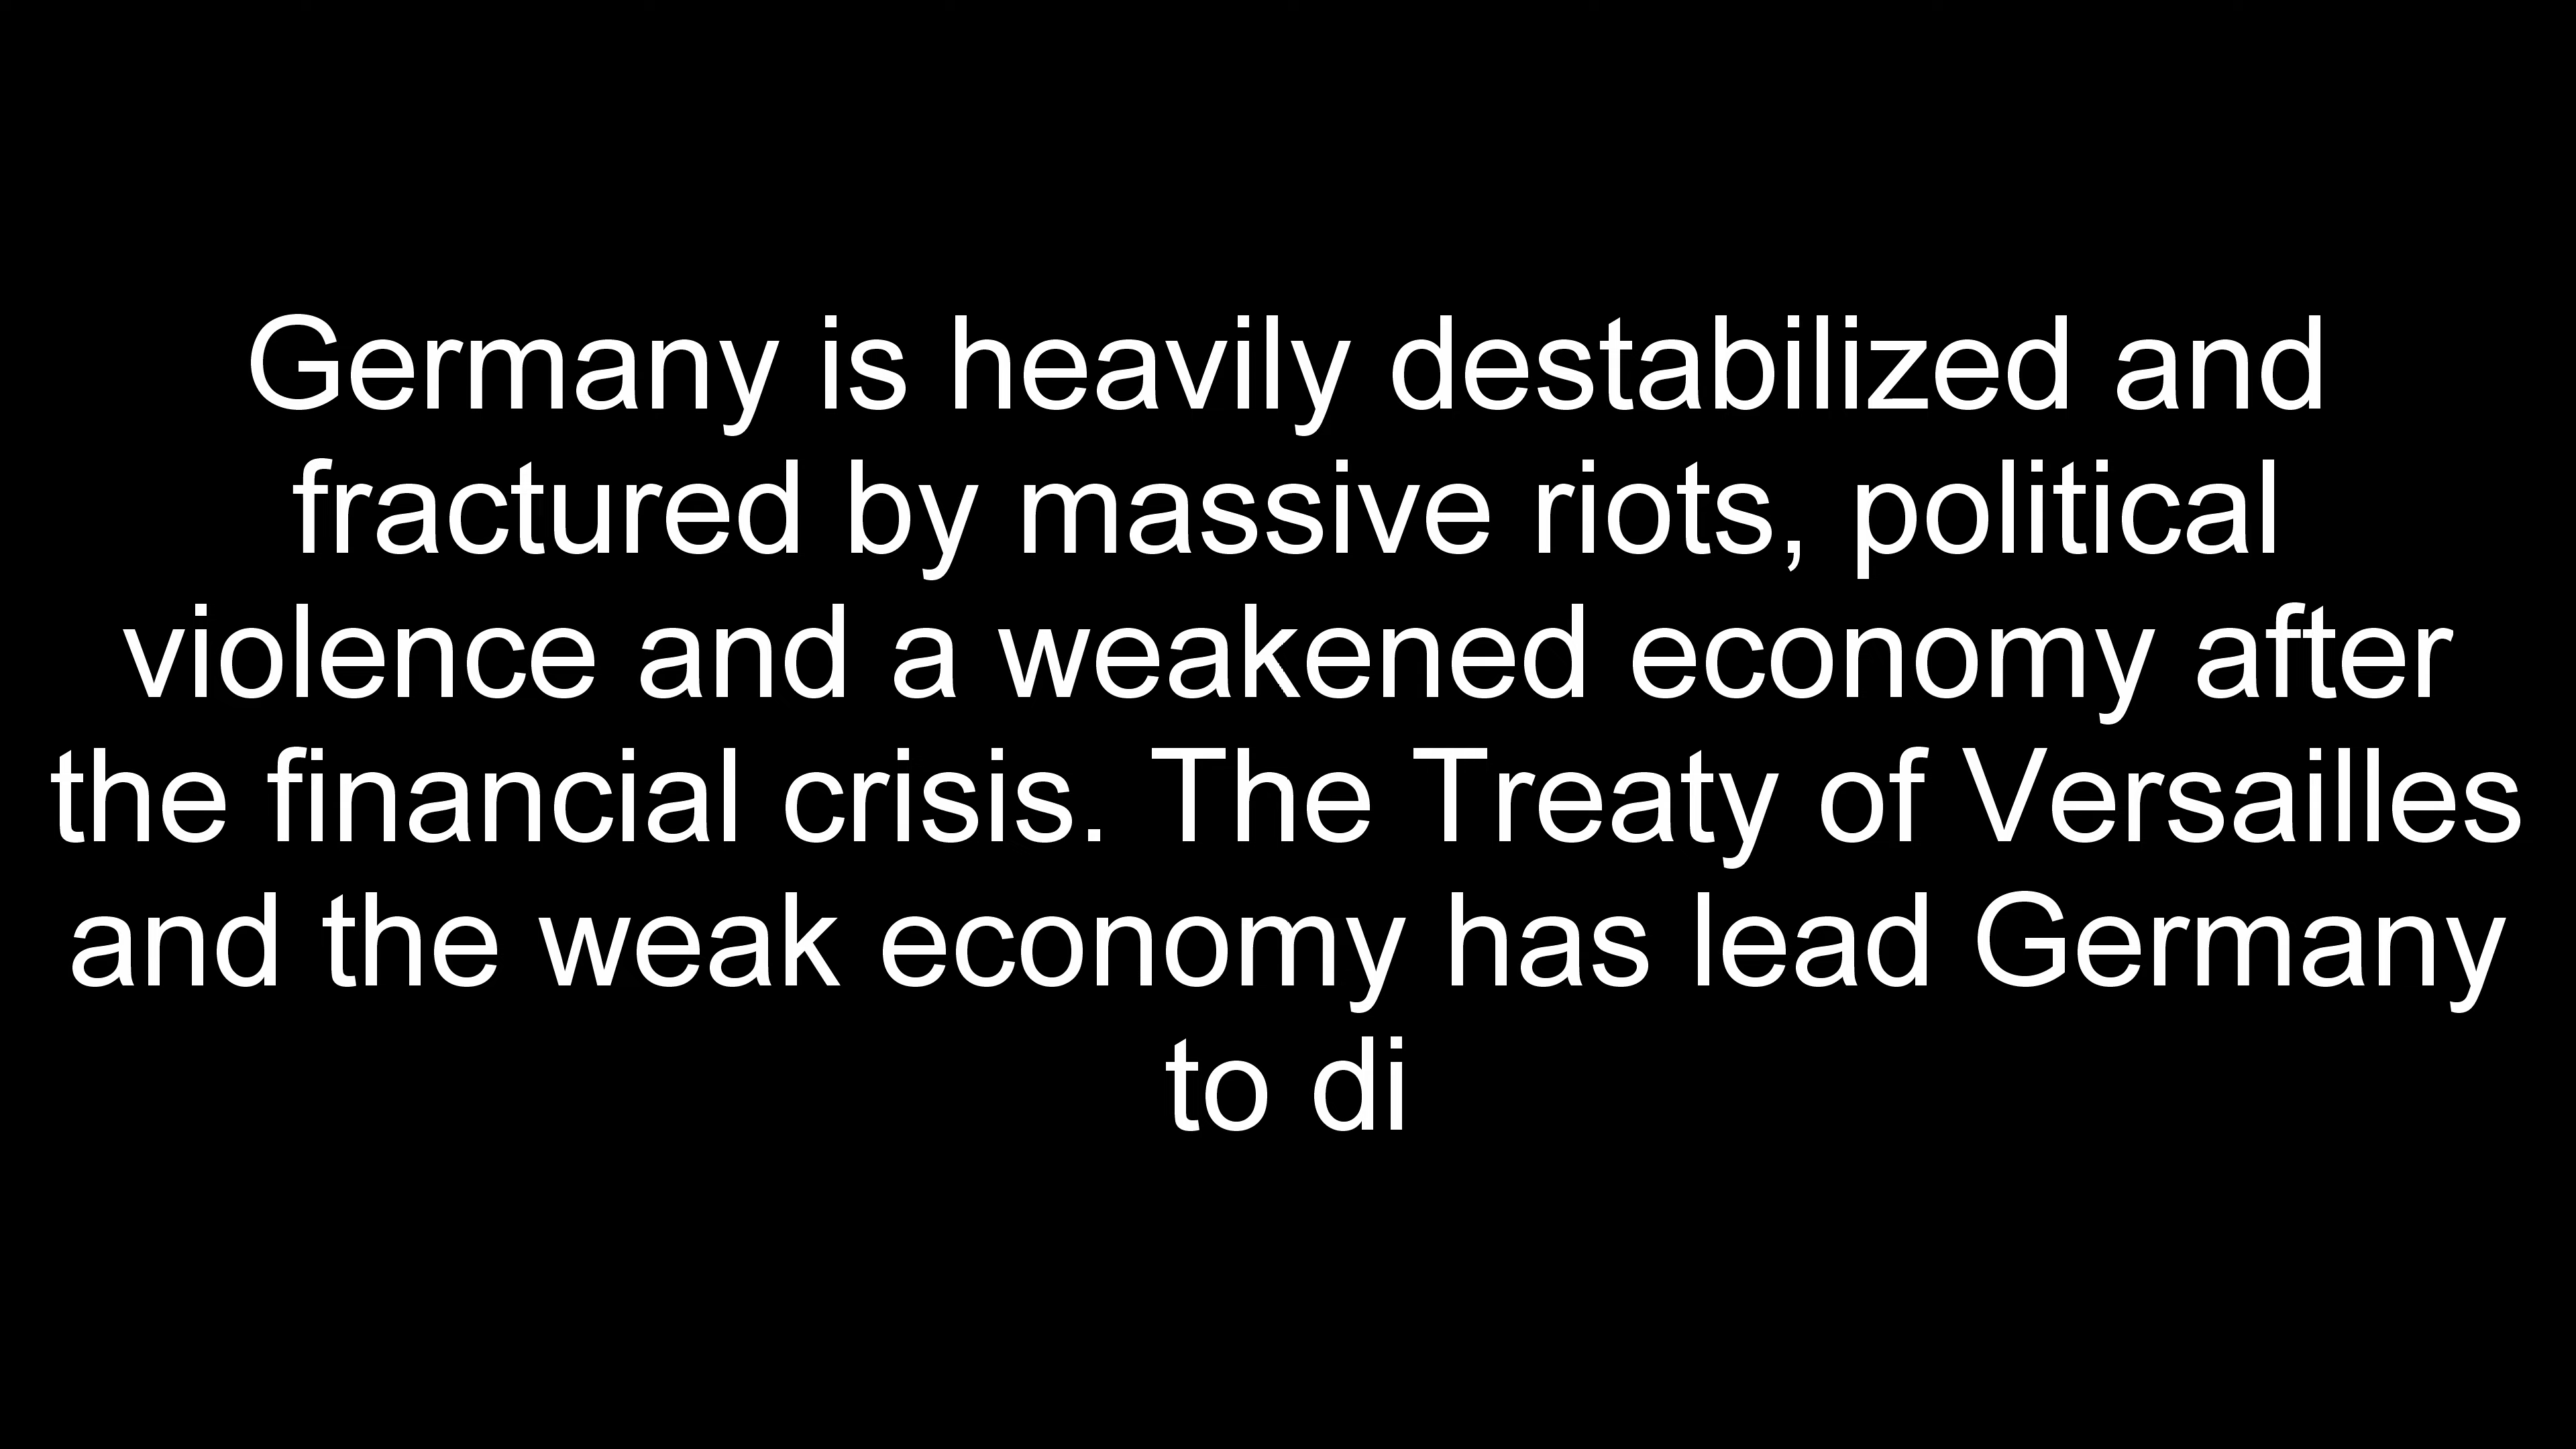 Germany is heavily destabilized and
fractured by massive riots, political
violence and a weakened economy after
the financial crisis. The Treaty of Versailles
and the weak economy has lead Germany
to di